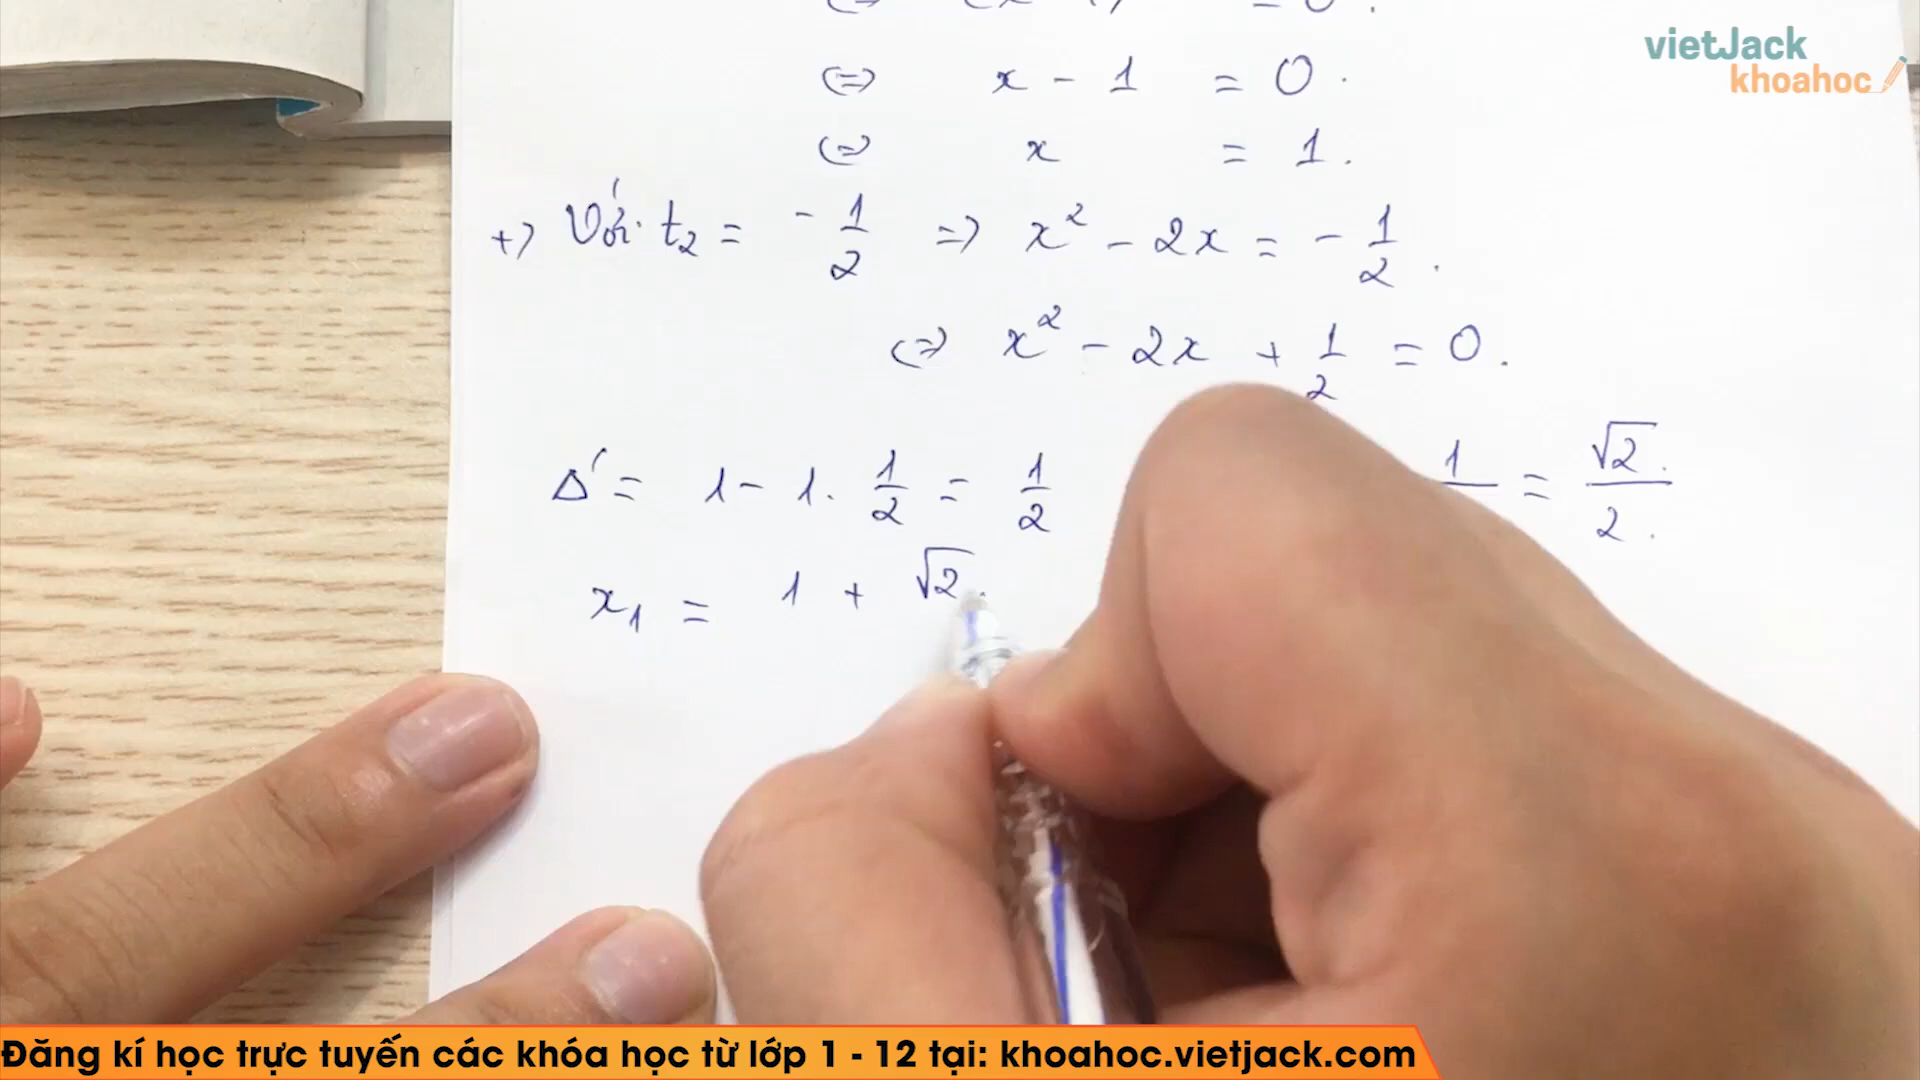 vietJack
khoahoc
⇔ x - 1 = 0.
⇔ x = 1.
+) Với t₂ = -1/2 ⇒ x² - 2x = -1/2.
⇔ x² - 2x + 1/2 = 0.
Δ' = 1 - 1. 1/2 = 1/2 1 = √2/2.
x₁ = 1 + √2
Đăng kí học trực tuyến các khóa học từ lớp 1 - 12 tại: khoahoc.vietjack.com